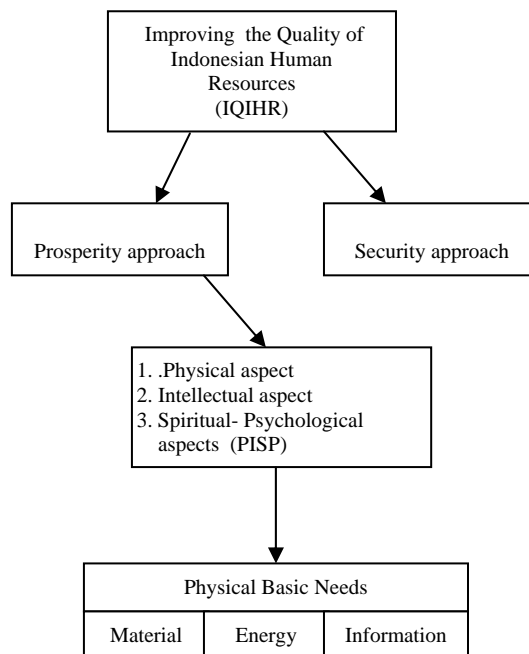 Improving the Quality of
Indonesian Human
Resources
(IQIHR)
Prosperity approach
Security approach
1. .Physical aspect
2. Intellectual aspect
3. Spiritual- Psychological
aspects (PISP)
Physical Basic Needs
Material
Energy
Information